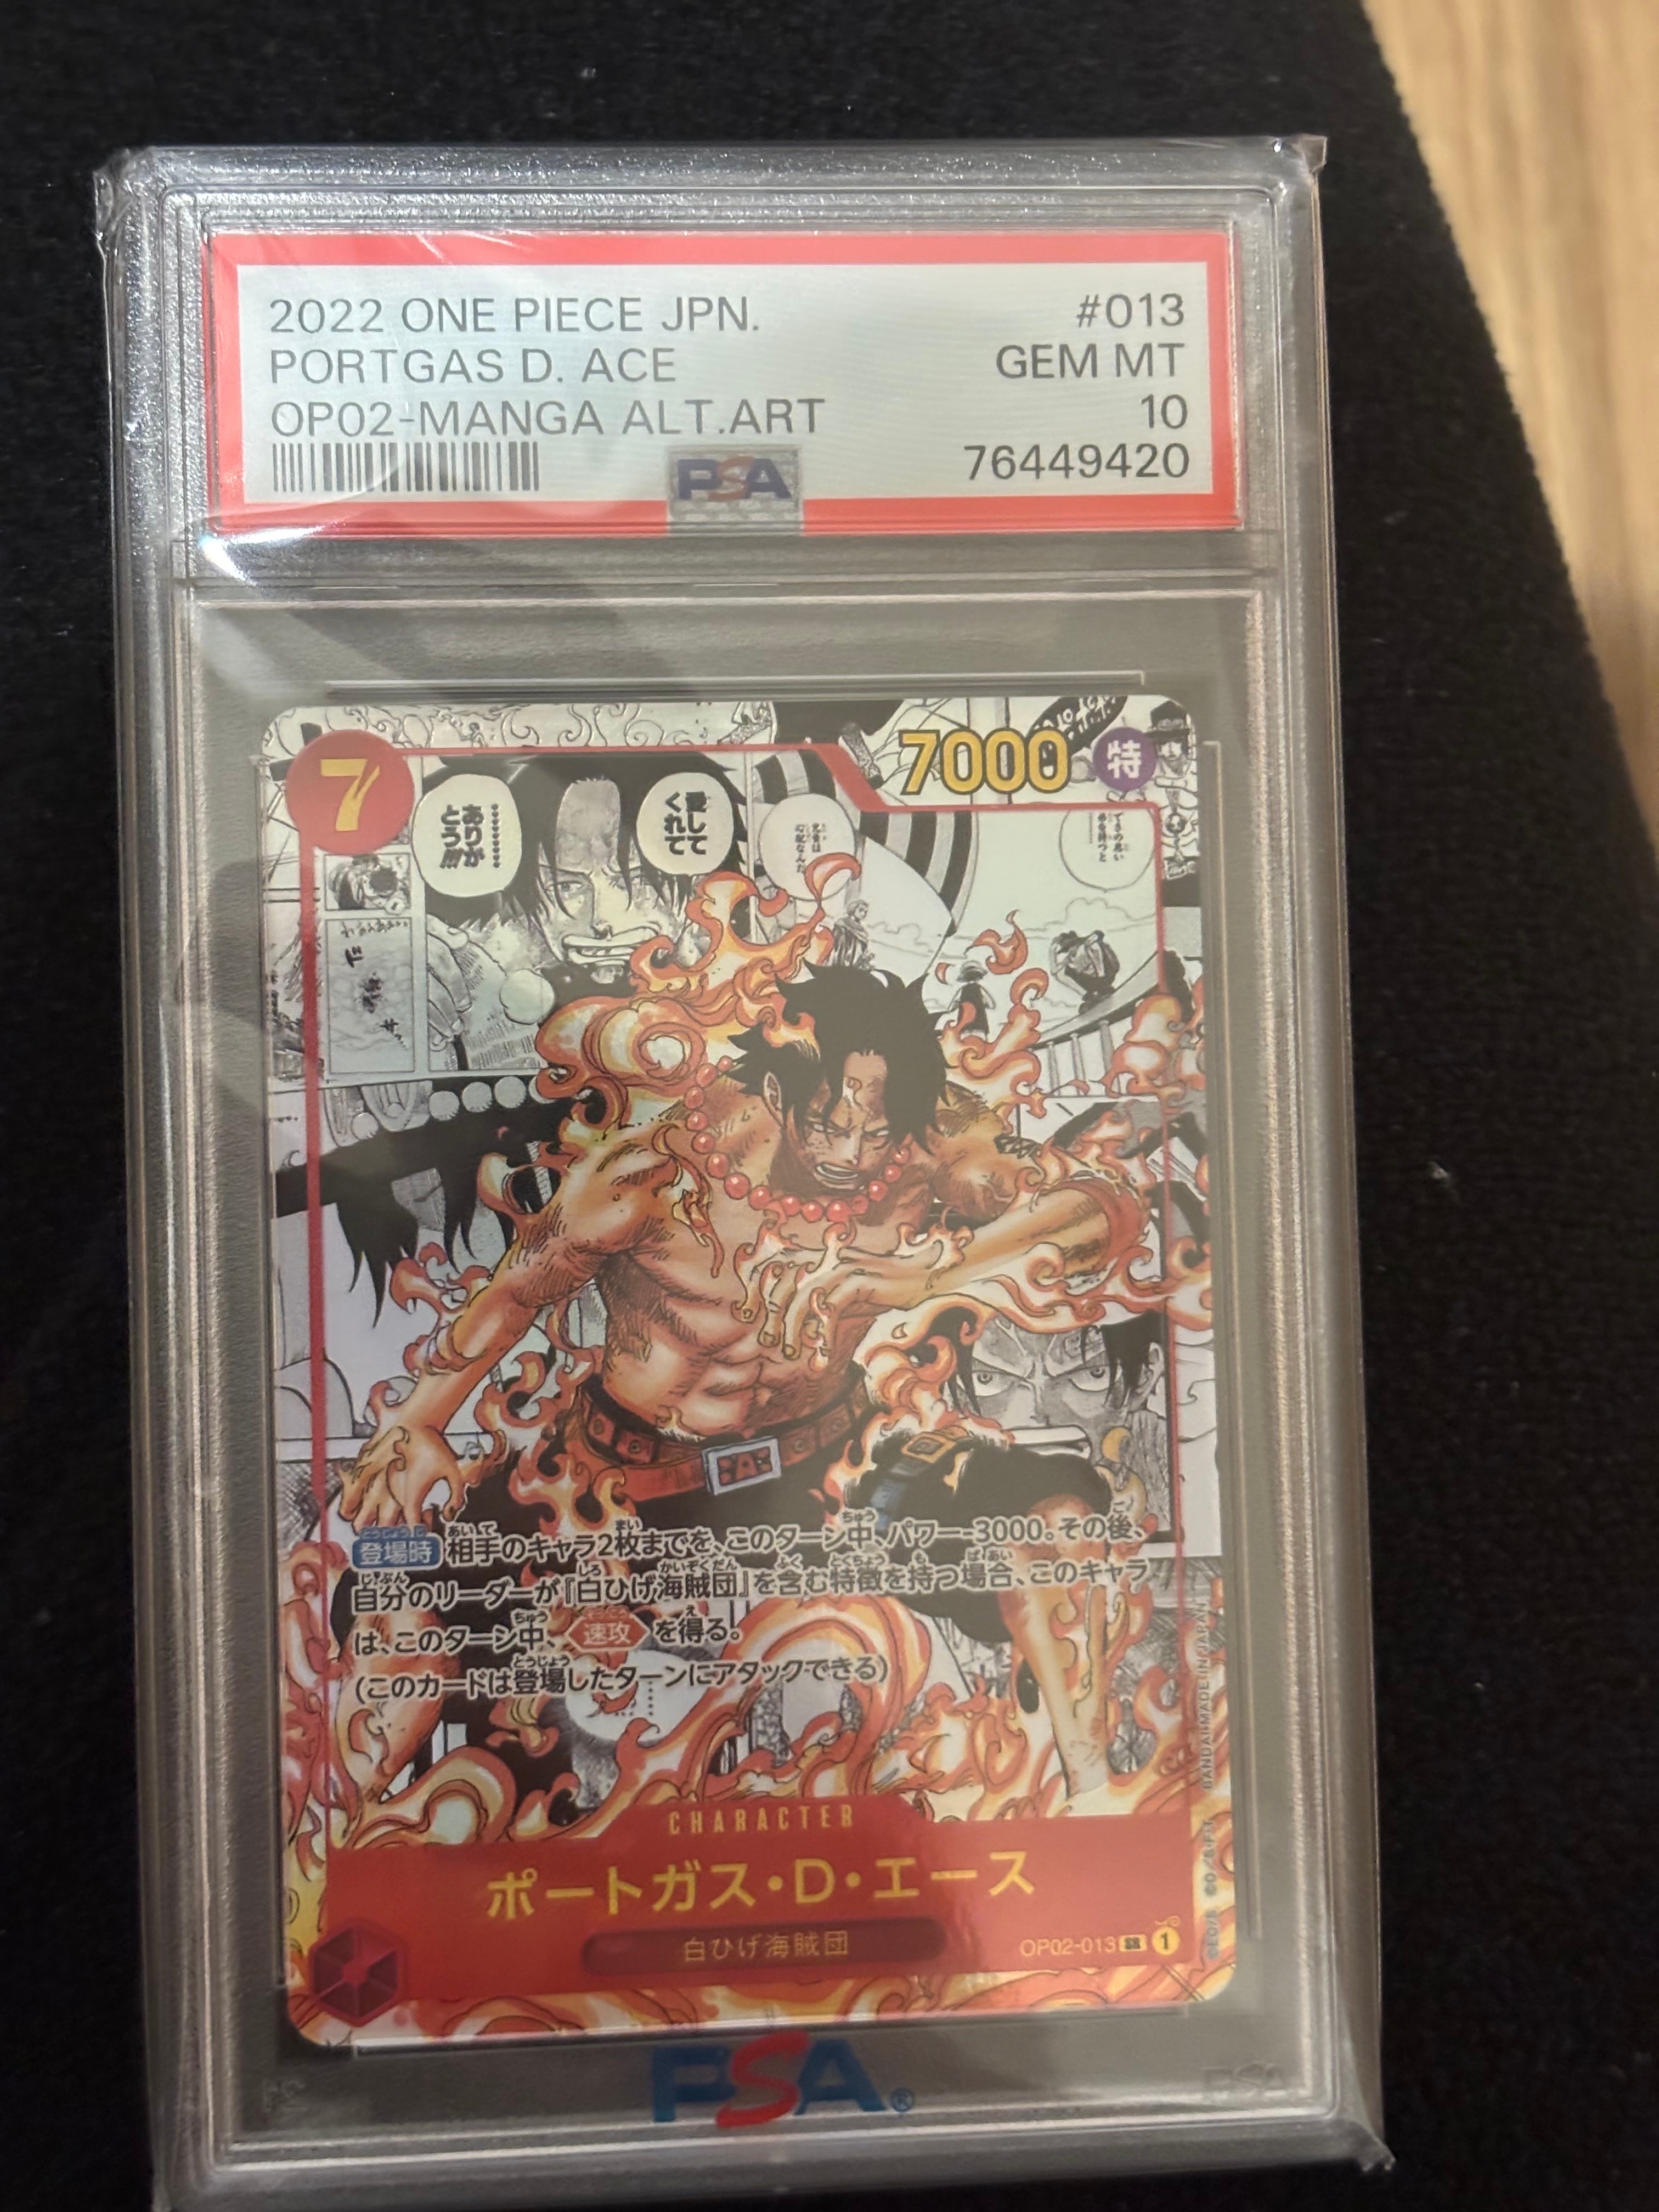 2022 ONE PIECE JPN. #013
PORTGAS D. ACE GEM MT
OP02-MANGA ALT.ART 10
PSA 76449420
7
7000 特
愛して
くれて
………
ありが
とう!!!
登場時 相手のキャラ2枚までを、このターン中、パワー-3000。その後、
自分のリーダーが『白ひげ海賊団』を含む特徴を持つ場合、このキャラ
は、このターン中、速攻を得る。
(このカードは登場したターンにアタックできる)
CHARACTER
ポートガス・D・エース
白ひげ海賊団
OP02-013 SR 1
BANDAI MADE IN JAPAN
PSA®